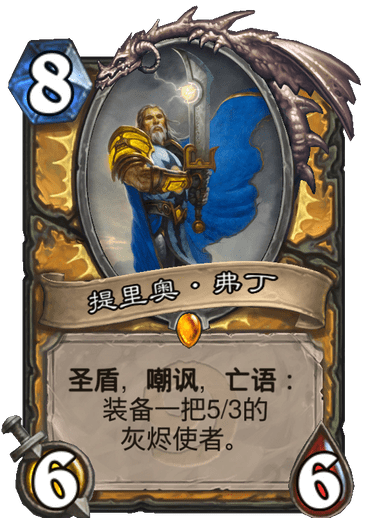 8
提里奥·弗丁
圣盾，嘲讽，亡语：
装备一把5/3的
灰烬使者。
6
6